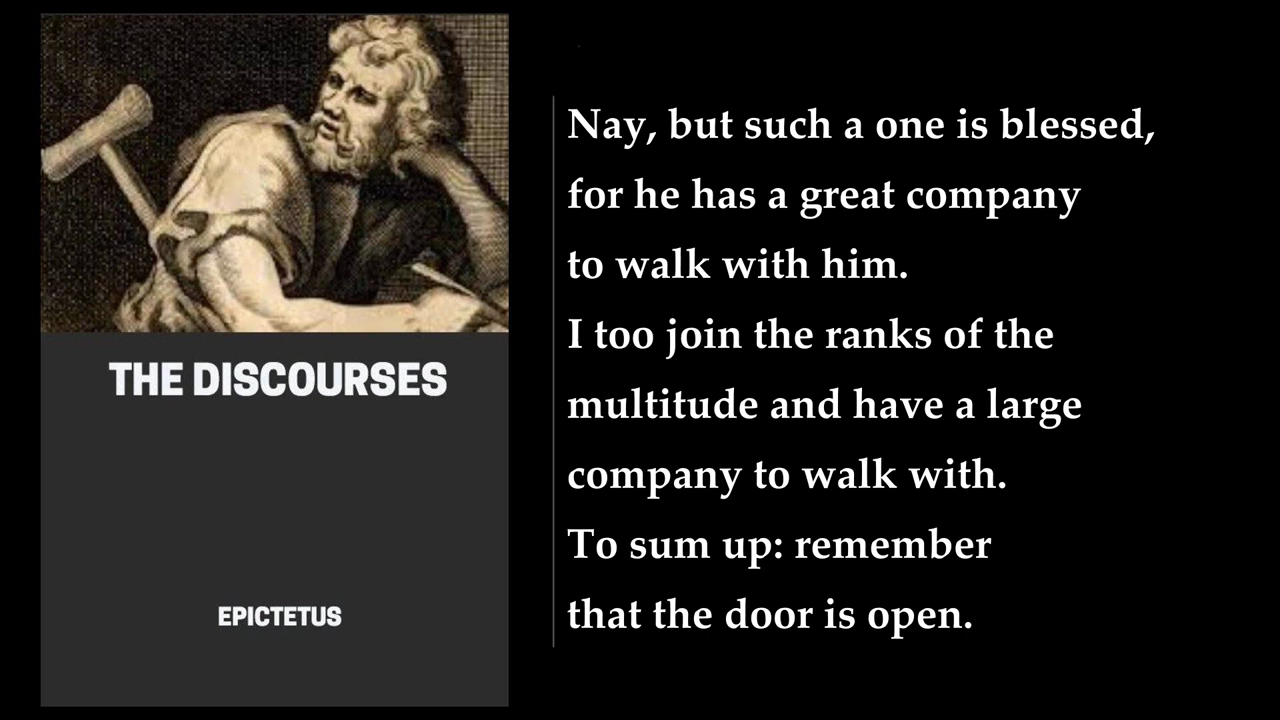 THE DISCOURSES
EPICTETUS
Nay, but such a one is blessed,
for he has a great company
to walk with him.
I too join the ranks of the
multitude and have a large
company to walk with.
To sum up: remember
that the door is open.